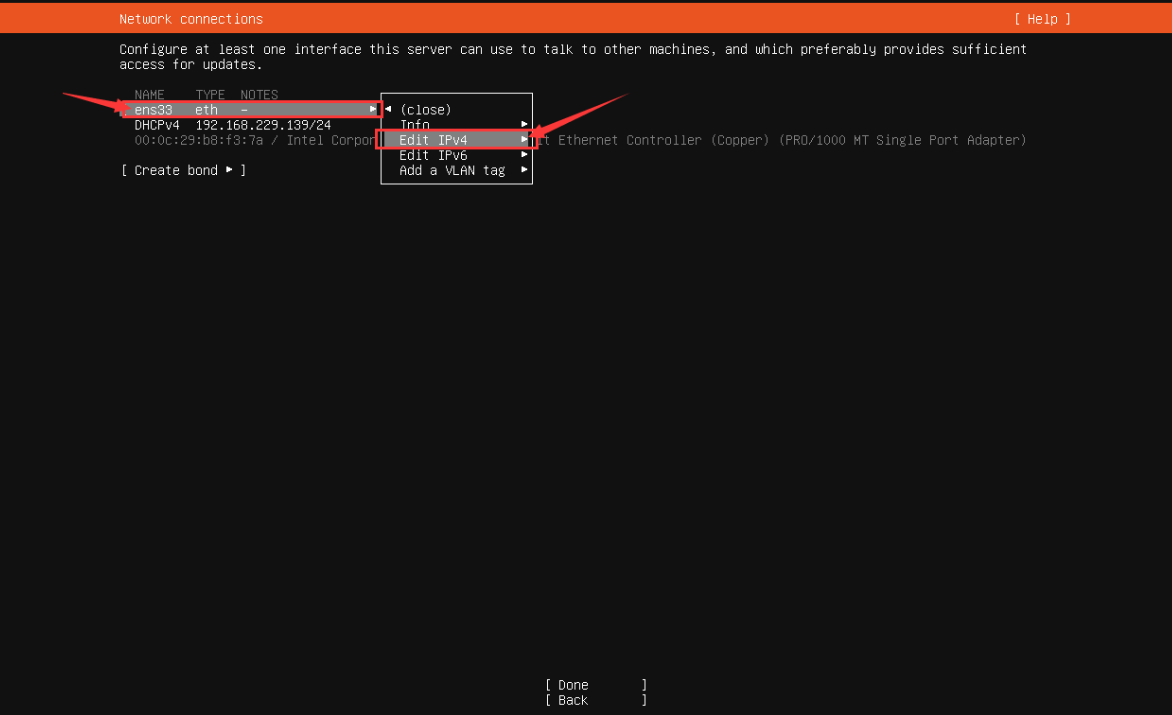 Network connections [ Help ]
Configure at least one interface this server can use to talk to other machines, and which preferably provides sufficient
access for updates.
NAME TYPE NOTES
ens33 eth - ▸ ◂ (close)
DHCPv4 192.168.229.139/24 Info ▸
00:0c:29:b8:f3:7a / Intel Corpor Edit IPv4 ▸ it Ethernet Controller (Copper) (PRO/1000 MT Single Port Adapter)
Edit IPv6 ▸
[ Create bond ▸ ] Add a VLAN tag ▸
[ Done ]
[ Back ]